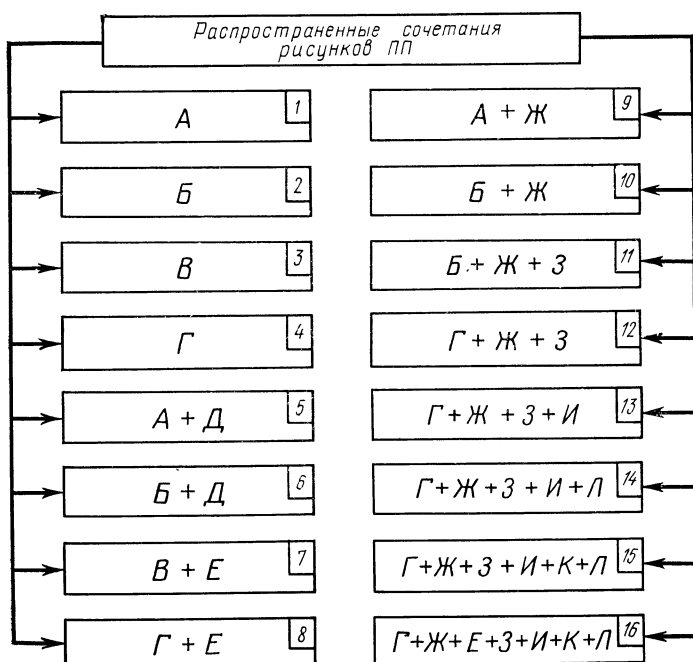 Распространенные сочетания
рисунков ПП
А 1
Б 2
В 3
Г 4
А + Д 5
Б + Д 6
В + Е 7
Г + Е 8
А + Ж 9
Б + Ж 10
Б + Ж + З 11
Г + Ж + З 12
Г + Ж + З + И 13
Г + Ж + З + И + Л 14
Г+Ж+З+И+К+Л 15
Г+Ж+Е+З+И+К+Л 16